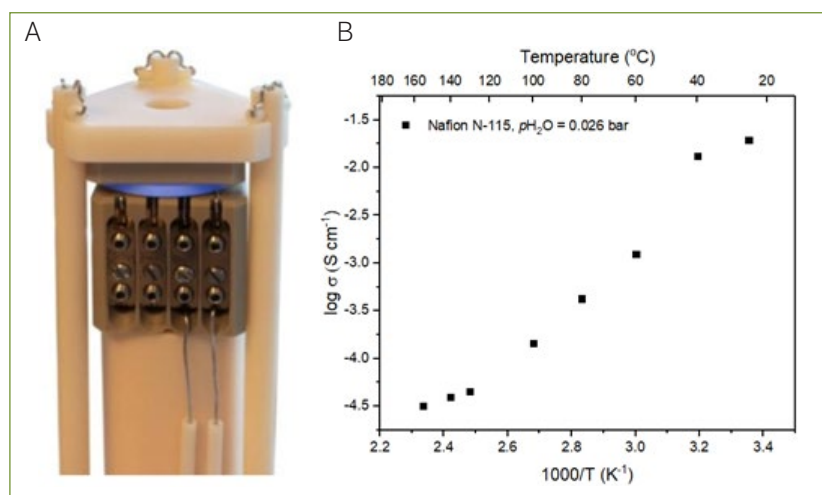 A
B
Temperature (⁰C)
180 160 140 120 100 80 60 40 20
Nafion N-115, pH₂O = 0.026 bar
log σ (S cm⁻¹)
-1.5
-2.0
-2.5
-3.0
-3.5
-4.0
-4.5
2.2 2.4 2.6 2.8 3.0 3.2 3.4
1000/T (K⁻¹)